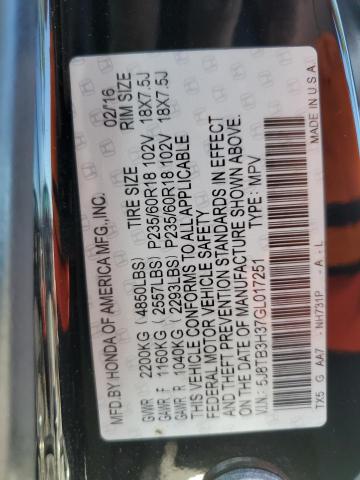 MFD. BY HONDA OF AMERICA MFG., INC. 02/16
TIRE SIZE RIM SIZE
GVWR 2200KG ( 4850LBS)
GAWR F 1160KG ( 2557LBS) P235/60R18 102V 18X7.5J
GAWR R 1040KG ( 2293LBS) P235/60R18 102V 18X7.5J
THIS VEHICLE CONFORMS TO ALL APPLICABLE
FEDERAL MOTOR VEHICLE SAFETY
AND THEFT PREVENTION STANDARDS IN EFFECT
ON THE DATE OF MANUFACTURE SHOWN ABOVE.
V.I.N.: 5J8TB3H37GL017251 TYPE: MPV
TX5 G AA7 - NH731P - A - L MADE IN U.S.A